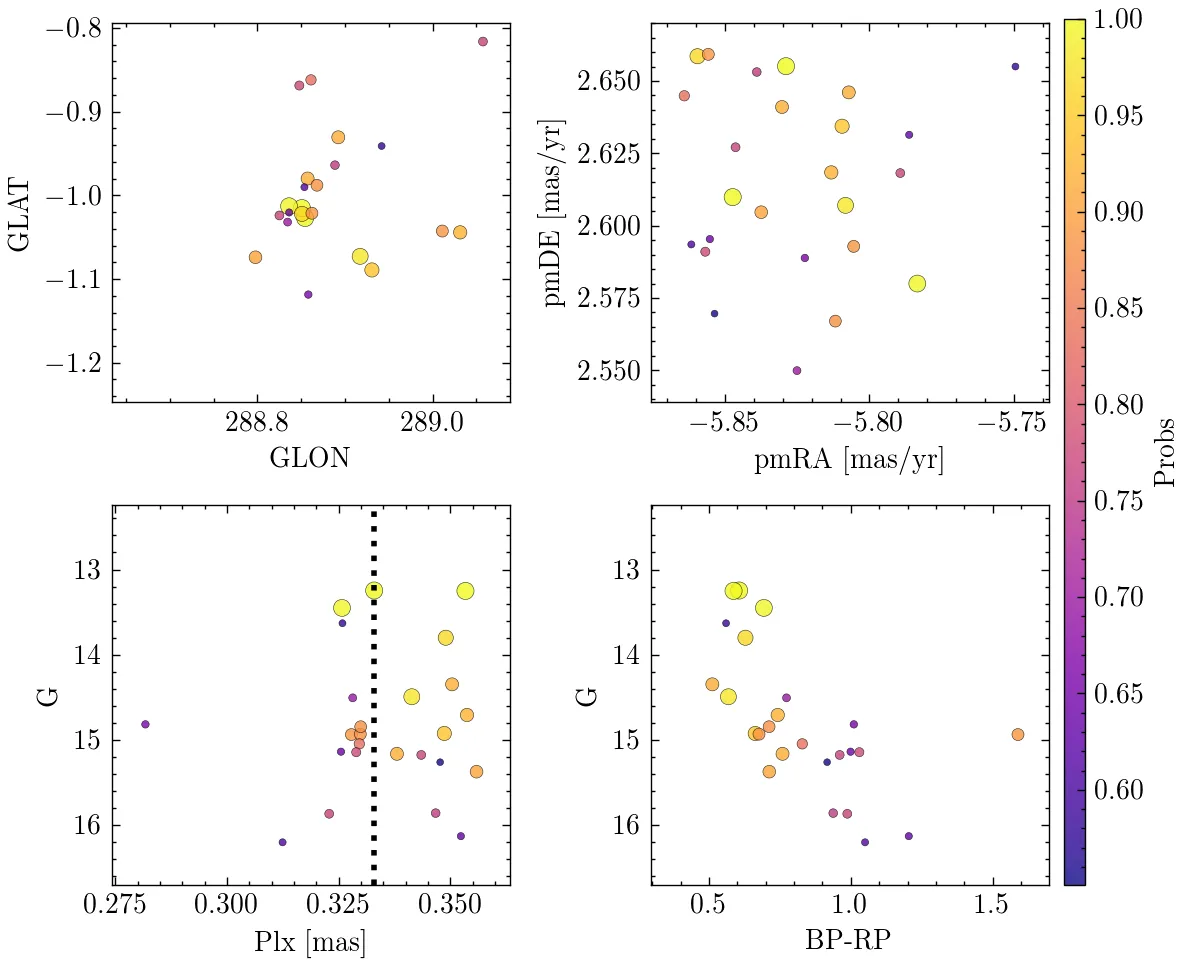 −0.8
−0.9
−1.0
−1.1
−1.2
GLAT
288.8 289.0
GLON
2.650
2.625
2.600
2.575
2.550
pmDE [mas/yr]
−5.85 −5.80 −5.75
pmRA [mas/yr]
1.00
0.95
0.90
0.85
0.80
0.75
0.70
0.65
0.60
Probs
13
14
15
16
G
0.275 0.300 0.325 0.350
Plx [mas]
13
14
15
16
G
0.5 1.0 1.5
BP-RP